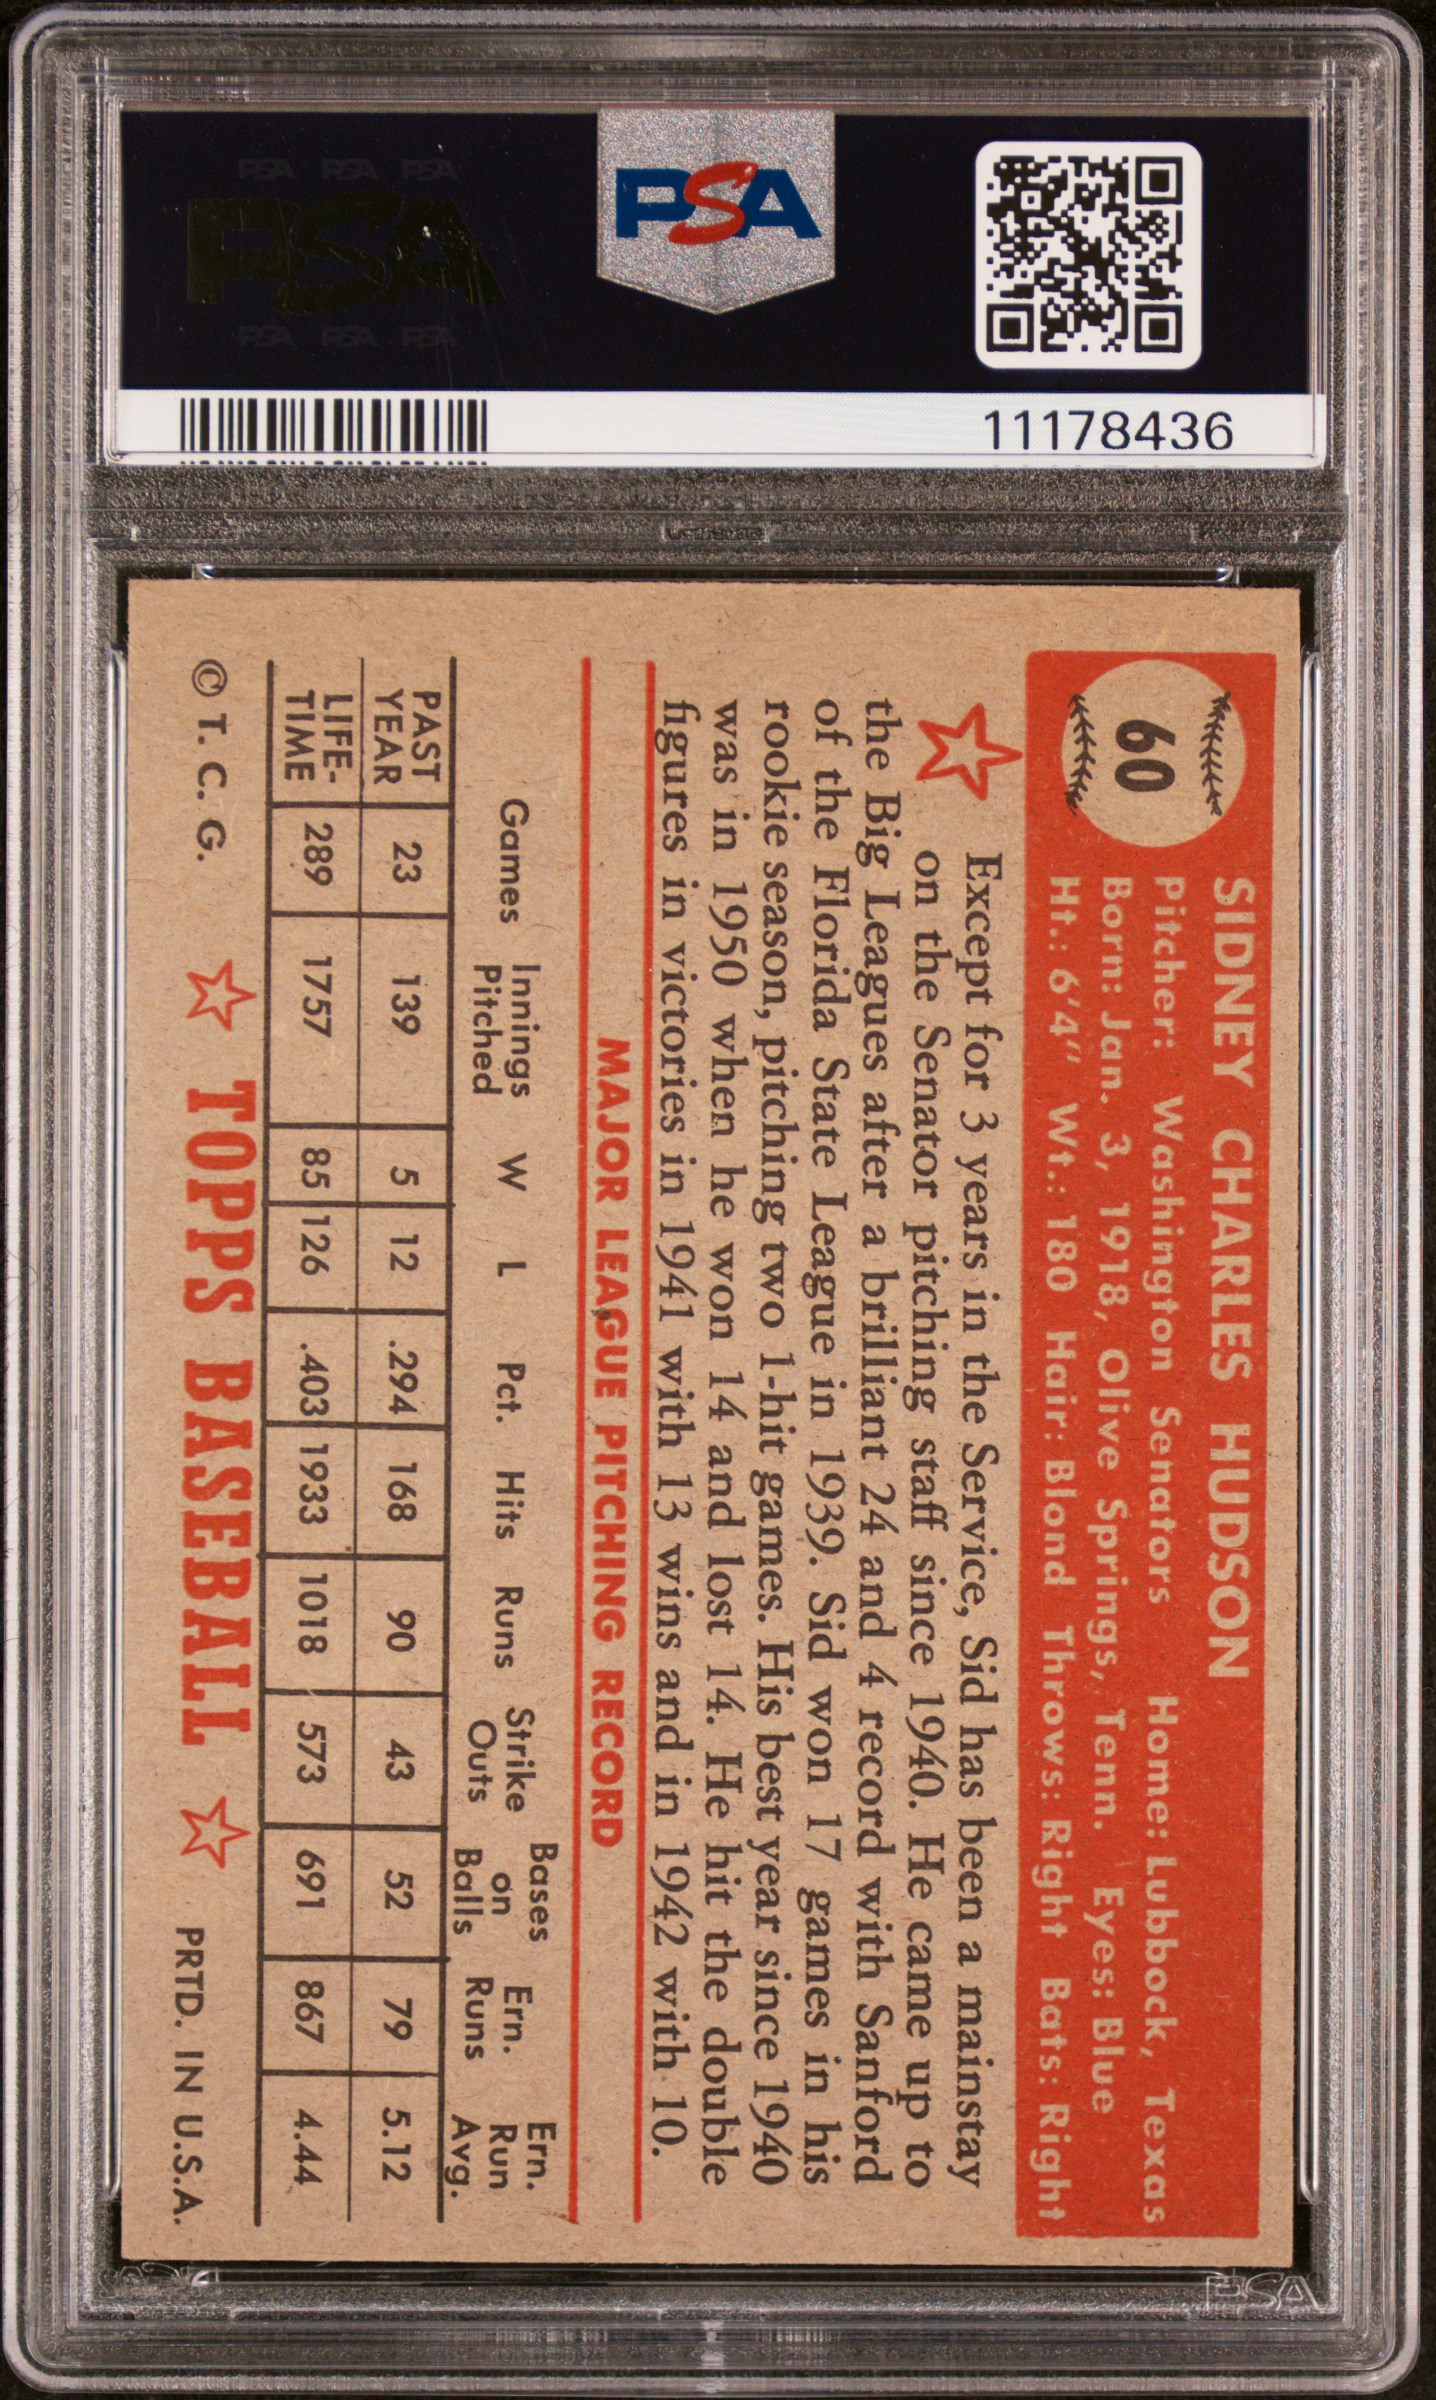 PSA PSA PSA
PSA
PSA PSA PSA
PSA
11178436
60
SIDNEY CHARLES HUDSON
Pitcher: Washington Senators Home: Lubbock, Texas
Born: Jan. 3, 1918, Olive Springs, Tenn. Eyes: Blue
Ht.: 6'4" Wt.: 180 Hair: Blond Throws: Right Bats: Right
Except for 3 years in the Service, Sid has been a mainstay
on the Senator pitching staff since 1940. He came up to
the Big Leagues after a brilliant 24 and 4 record with Sanford
of the Florida State League in 1939. Sid won 17 games in his
rookie season, pitching two 1-hit games. His best year since 1940
was in 1950 when he won 14 and lost 14. He hit the double
figures in victories in 1941 with 13 wins and in 1942 with 10.
MAJOR LEAGUE PITCHING RECORD
Games Innings Pitched W L Pct. Hits Runs Strike Outs Bases on Balls Ern. Runs Ern. Run Avg.
PAST YEAR 23 139 5 12 .294 168 90 43 52 79 5.12
LIFE-TIME 289 1757 85 126 .403 1933 1018 573 691 867 4.44
© T. C. G. TOPPS BASEBALL PRTD. IN U.S.A.
PSA